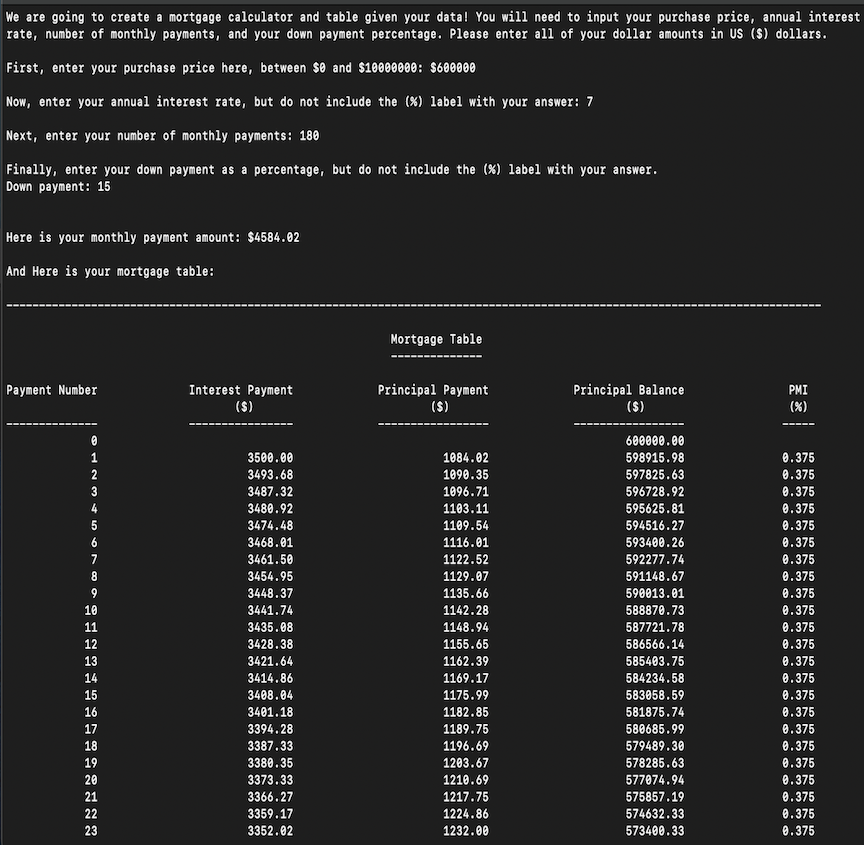 We are going to create a mortgage calculator and table given your data! You will need to input your purchase price, annual interest
rate, number of monthly payments, and your down payment percentage. Please enter all of your dollar amounts in US ($) dollars.
First, enter your purchase price here, between $0 and $10000000: $600000
Now, enter your annual interest rate, but do not include the (%) label with your answer: 7
Next, enter your number of monthly payments: 180
Finally, enter your down payment as a percentage, but do not include the (%) label with your answer.
Down payment: 15
Here is your monthly payment amount: $4584.02
And Here is your mortgage table:
Mortgage Table
Payment Number Interest Payment Principal Payment Principal Balance PMI
($) ($) ($) (%)
0 600000.00
1 3500.00 1084.02 598915.98 0.375
2 3493.68 1090.35 597825.63 0.375
3 3487.32 1096.71 596728.92 0.375
4 3480.92 1103.11 595625.81 0.375
5 3474.48 1109.54 594516.27 0.375
6 3468.01 1116.01 593400.26 0.375
7 3461.50 1122.52 592277.74 0.375
8 3454.95 1129.07 591148.67 0.375
9 3448.37 1135.66 590013.01 0.375
10 3441.74 1142.28 588870.73 0.375
11 3435.08 1148.94 587721.78 0.375
12 3428.38 1155.65 586566.14 0.375
13 3421.64 1162.39 585403.75 0.375
14 3414.86 1169.17 584234.58 0.375
15 3408.04 1175.99 583058.59 0.375
16 3401.18 1182.85 581875.74 0.375
17 3394.28 1189.75 580685.99 0.375
18 3387.33 1196.69 579489.30 0.375
19 3380.35 1203.67 578285.63 0.375
20 3373.33 1210.69 577074.94 0.375
21 3366.27 1217.75 575857.19 0.375
22 3359.17 1224.86 574632.33 0.375
23 3352.02 1232.00 573400.33 0.375